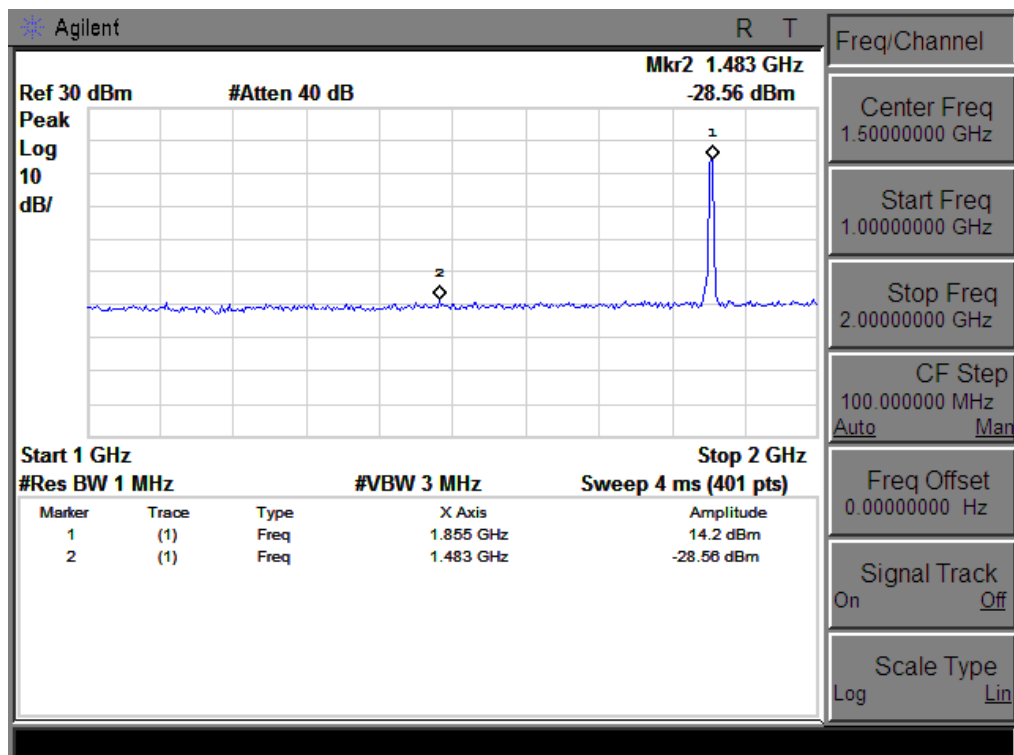 Agilent R T
Mkr2 1.483 GHz
Ref 30 dBm #Atten 40 dB -28.56 dBm
Peak
Log
10
dB/
1
2
Start 1 GHz Stop 2 GHz
#Res BW 1 MHz #VBW 3 MHz Sweep 4 ms (401 pts)
Marker Trace Type X Axis Amplitude
1 (1) Freq 1.855 GHz 14.2 dBm
2 (1) Freq 1.483 GHz -28.56 dBm
Freq/Channel
Center Freq
1.50000000 GHz
Start Freq
1.00000000 GHz
Stop Freq
2.00000000 GHz
CF Step
100.000000 MHz
Auto Man
Freq Offset
0.00000000 Hz
Signal Track
On Off
Scale Type
Log Lin